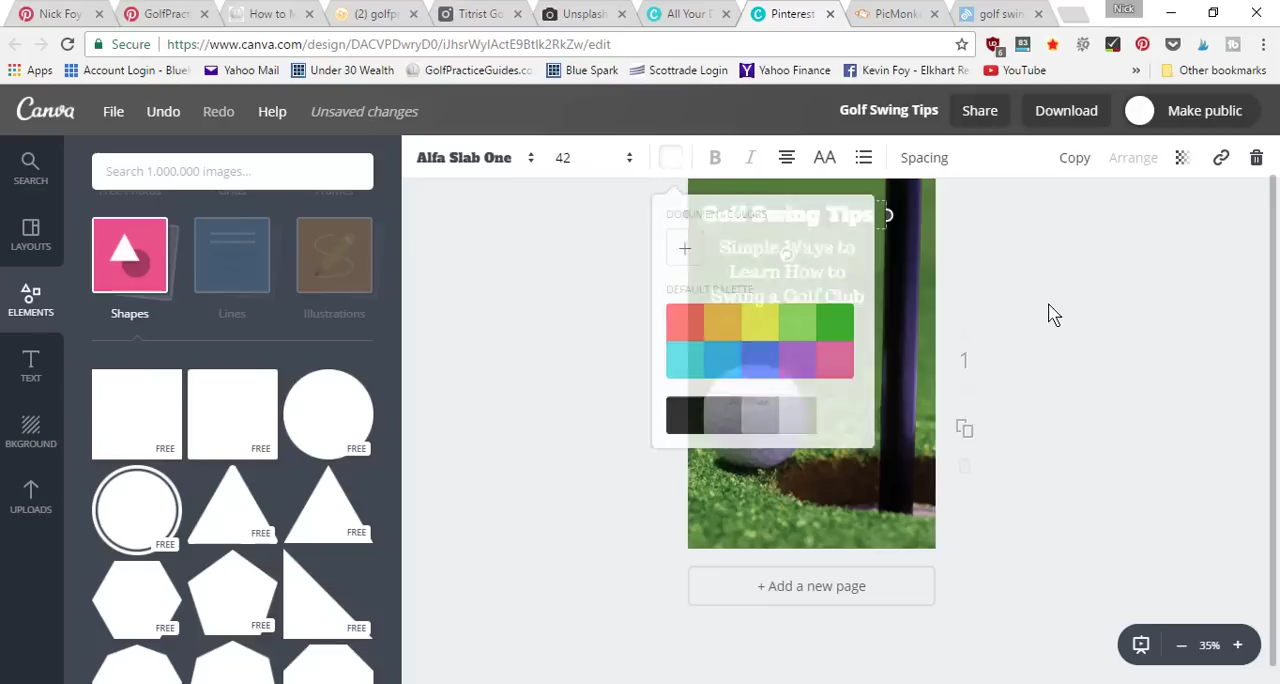 Nick Foy
GolfPract
How to M
(2) golfpr
Titrist Go
Unsplash
All Your D
Pinterest
PicMonke
golf swin
Nick
Secure
https://www.canva.com/design/DACVPDwryD0/iJhsrWyIActE9Btlk2RkZw/edit
Apps
Account Login - Blue
Yahoo Mail
Under 30 Wealth
GolfPracticeGuides.cc
Blue Spark
Scottrade Login
Yahoo Finance
Kevin Foy - Elkhart Re
YouTube
»
Other bookmarks
Canva
File
Undo
Redo
Help
Unsaved changes
Golf Swing Tips
Share
Download
Make public
SEARCH
LAYOUTS
ELEMENTS
TEXT
BKGROUND
UPLOADS
Search 1.000.000 images...
Shapes
Lines
Illustrations
FREE
FREE
FREE
FREE
FREE
FREE
FREE
FREE
Alfa Slab One
42
B
I
AA
Spacing
Copy
Arrange
DOCUMENT COLORS
+
DEFAULT PALETTE
Golf Swing Tips
Simple Ways to
Learn How to
Swing a Golf Club
1
+ Add a new page
35%